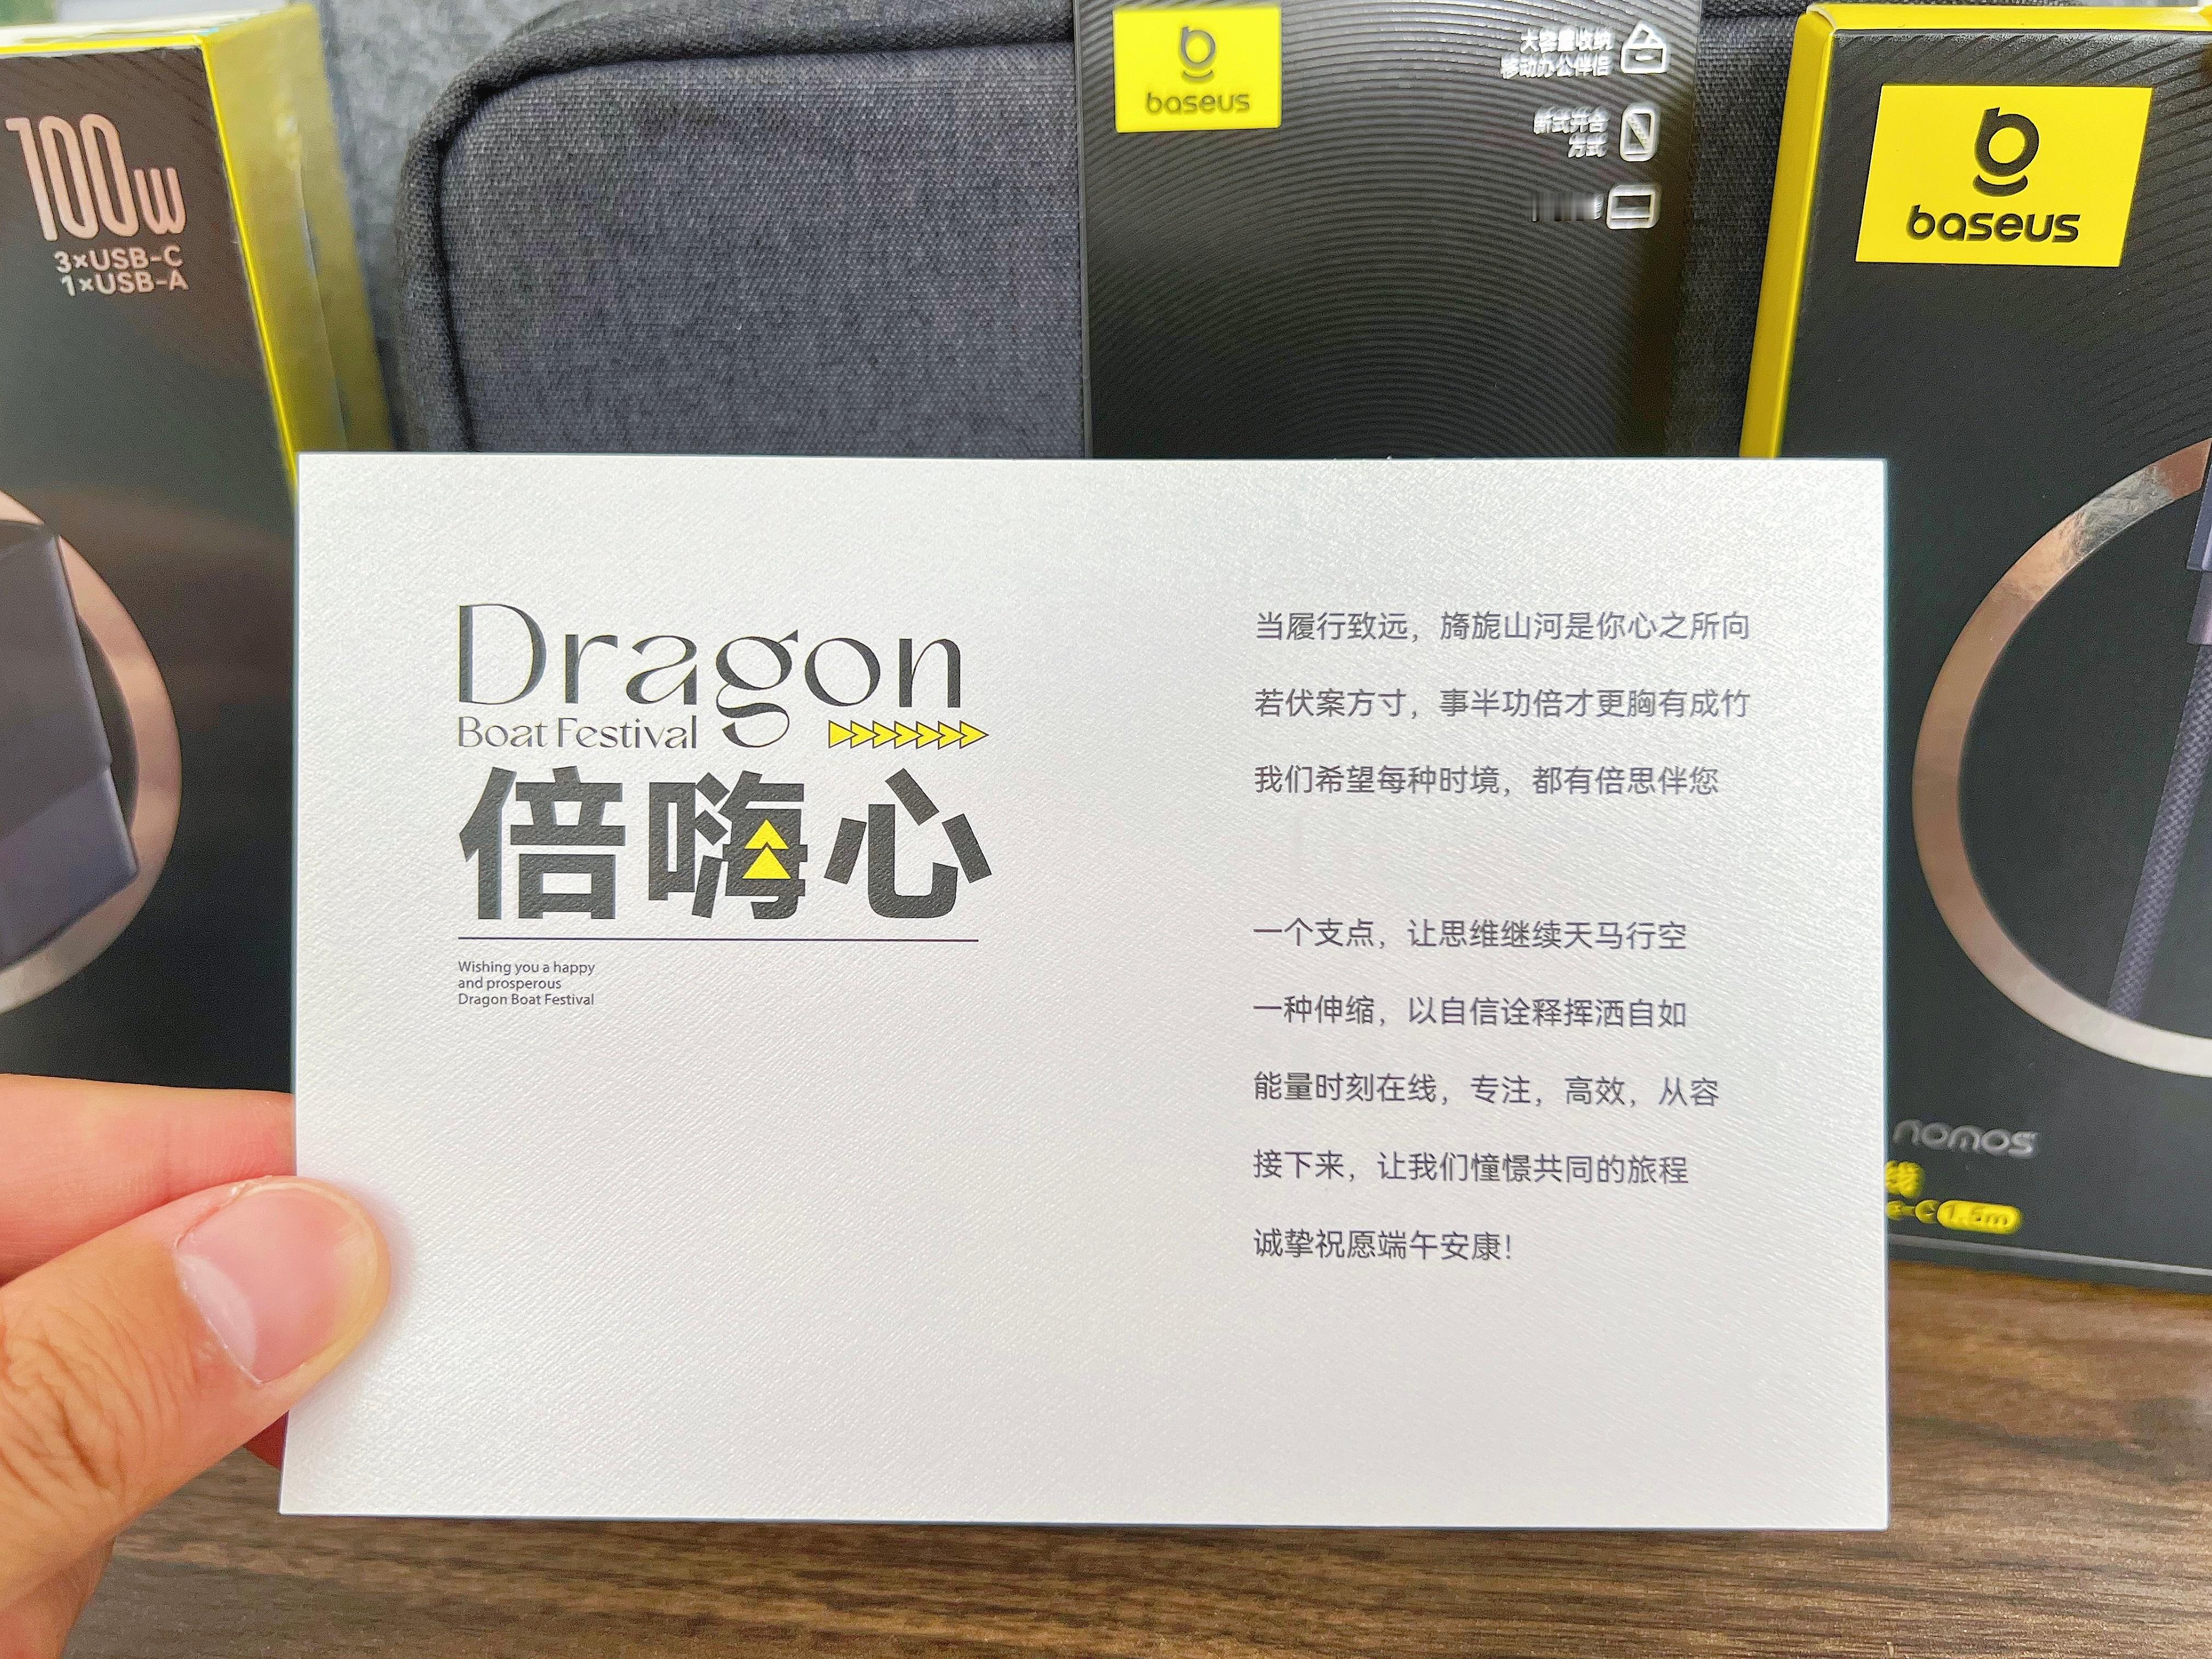 100W
3×USB-C
1×USB-A
baseus
大容量收纳
移动办公伴侣
新式开合
方式
baseus
Dragon
Boat Festival
倍嗨心
Wishing you a happy
and prosperous
Dragon Boat Festival
当履行致远，旖旎山河是你心之所向
若伏案方寸，事半功倍才更胸有成竹
我们希望每种时境，都有倍思伴您
一个支点，让思维继续天马行空
一种伸缩，以自信诠释挥洒自如
能量时刻在线，专注，高效，从容
接下来，让我们憧憬共同的旅程
诚挚祝愿端午安康！
nomos
线
-C 1.5m